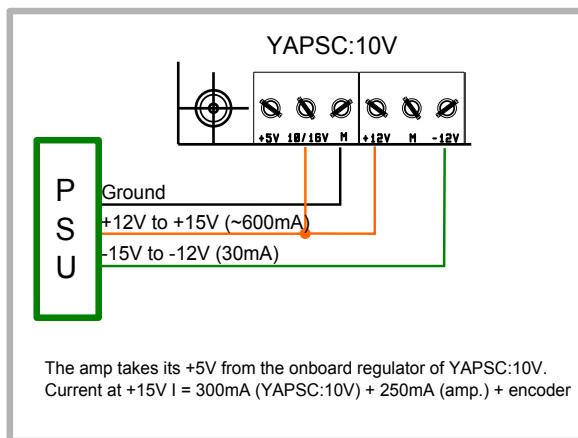 YAPSC:10V
+5V 10/16V M +12V M -12V
PSU
Ground
+12V to +15V (~600mA)
-15V to -12V (30mA)
The amp takes its +5V from the onboard regulator of YAPSC:10V.
Current at +15V I = 300mA (YAPSC:10V) + 250mA (amp.) + encoder